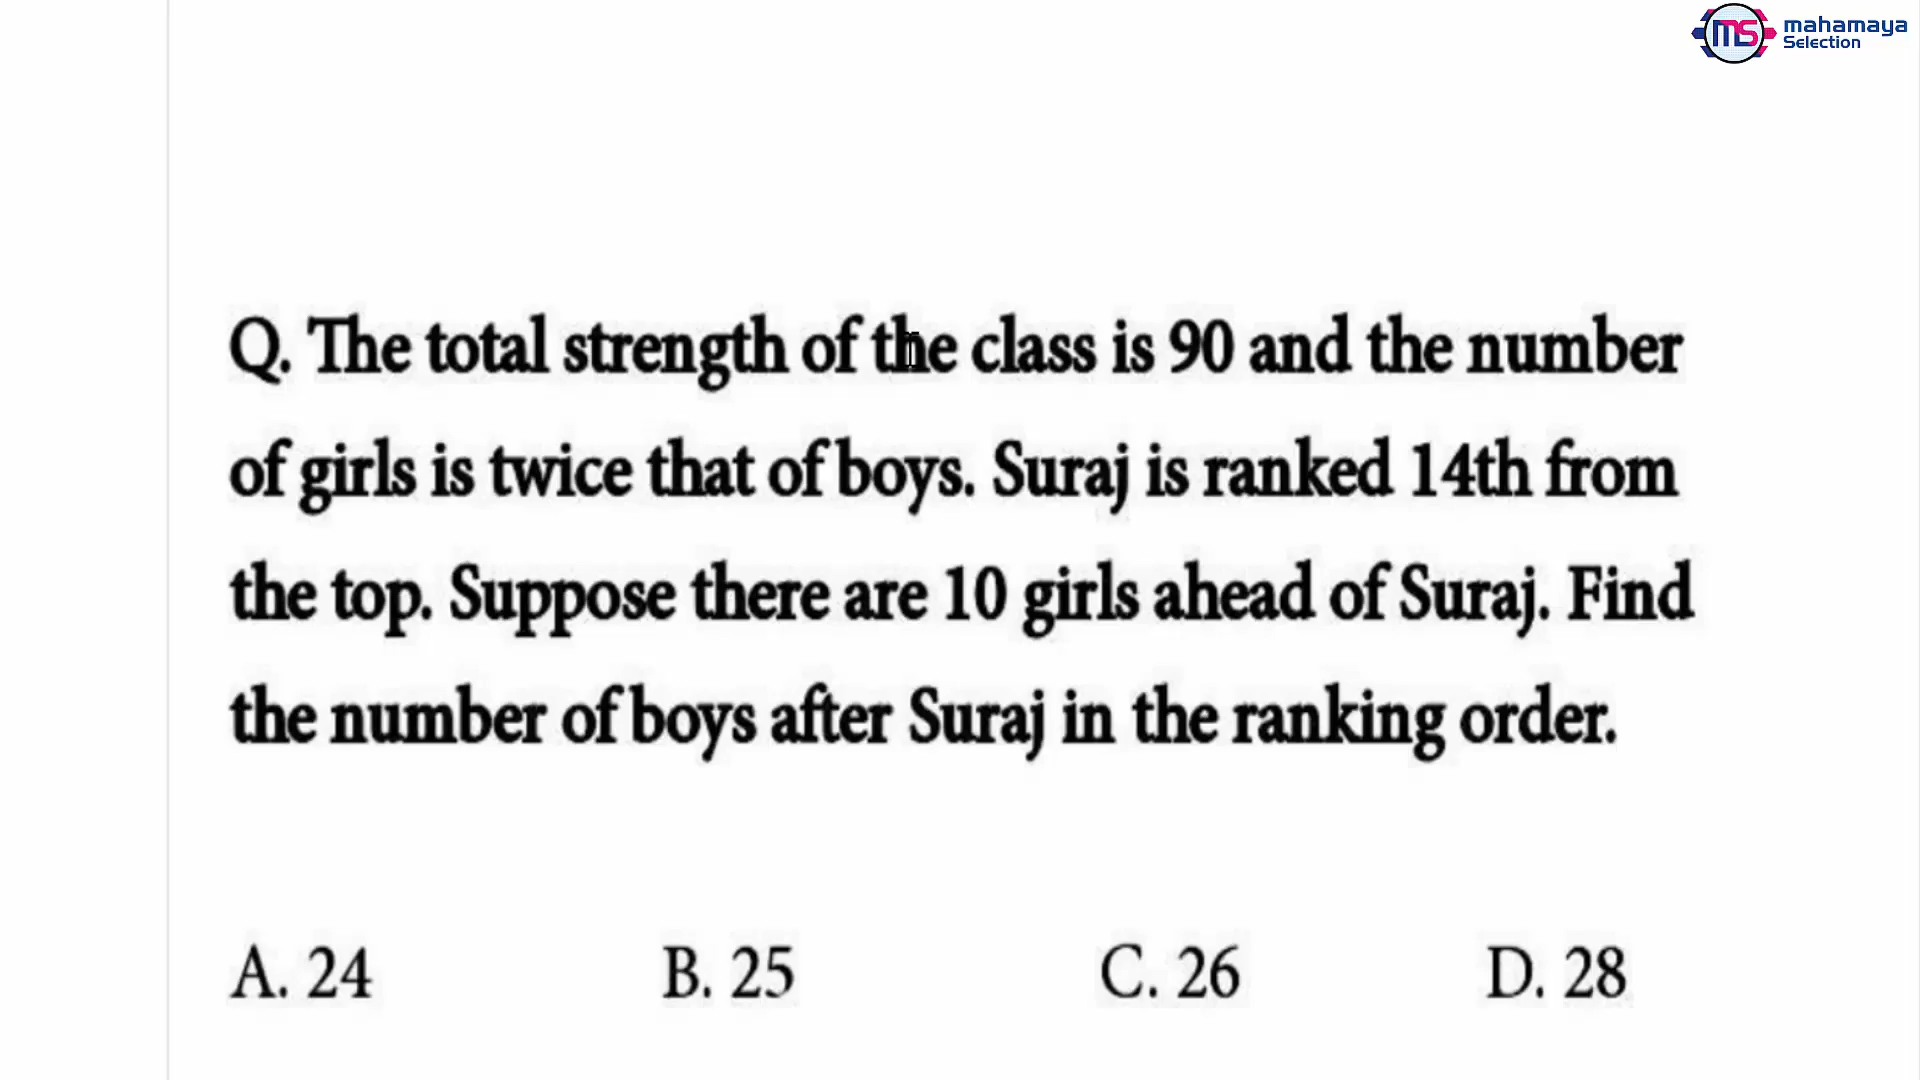 mahamaya
Selection
Q. The total strength of the class is 90 and the number
of girls is twice that of boys. Suraj is ranked 14th from
the top. Suppose there are 10 girls ahead of Suraj. Find
the number of boys after Suraj in the ranking order.
A. 24 B. 25 C. 26 D. 28